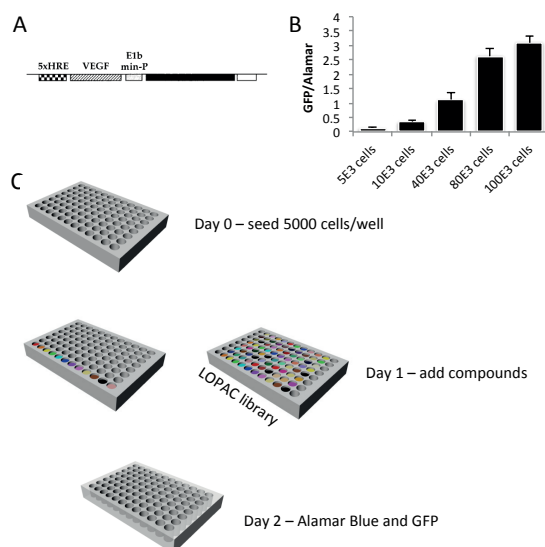 A
E1b
5xHRE VEGF min-P
B
GFP/Alamar
4
3.5
3
2.5
2
1.5
1
0.5
0
5E3 cells
10E3 cells
40E3 cells
80E3 cells
100E3 cells
C
Day 0 – seed 5000 cells/well
LOPAC library
Day 1 – add compounds
Day 2 – Alamar Blue and GFP